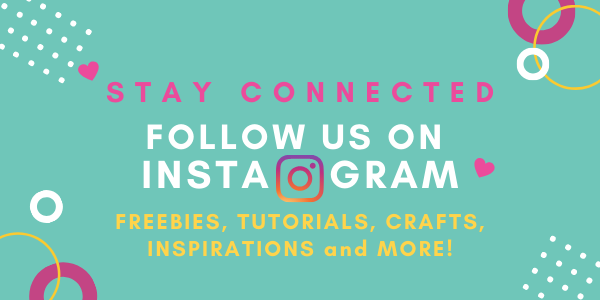 STAY CONNECTED
FOLLOW US ON
INSTAGRAM
FREEBIES, TUTORIALS, CRAFTS,
INSPIRATIONS and MORE!